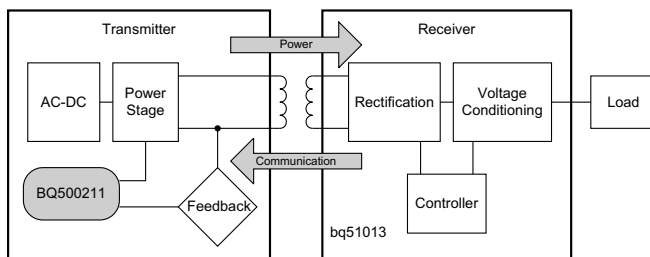 Transmitter
Power
Receiver
AC-DC
Power
Stage
Rectification
Voltage
Conditioning
Load
Communication
BQ500211
Feedback
Controller
bq51013